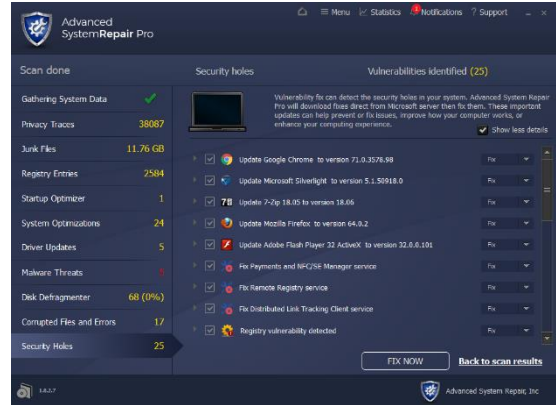 Advanced
SystemRepair Pro
Menu Statistics Notifications ? Support
Scan done
Security holes
Vulnerabilities identified (25)
Gathering System Data
Privacy Traces 38087
Junk Files 11.76 GB
Registry Entries 2584
Startup Optimizer 1
System Optimizations 24
Driver Updates 5
Malware Threats 5
Disk Defragmenter 68 (0%)
Corrupted Files and Errors 17
Security Holes 25
Vulnerability fix can detect the security holes in your system. Advanced System Repair
Pro will download fixes direct from Microsoft server then fix them. These important
updates can help prevent or fix issues, improve how your computer works, or
enhance your computing experience.
Show less details
Update Google Chrome to version 71.0.3578.98 Fix
Update Microsoft Silverlight to version 5.1.50918.0 Fix
Update 7-Zip 18.05 to version 18.06 Fix
Update Mozilla Firefox to version 64.0.2 Fix
Update Adobe Flash Player 32 ActiveX to version 32.0.0.101 Fix
Fix Payments and NFC/SE Manager service Fix
Fix Remote Registry service Fix
Fix Distributed Link Tracking Client service Fix
Registry vulnerability detected Fix
FIX NOW
Back to scan results
1.8.2.7
Advanced System Repair, Inc